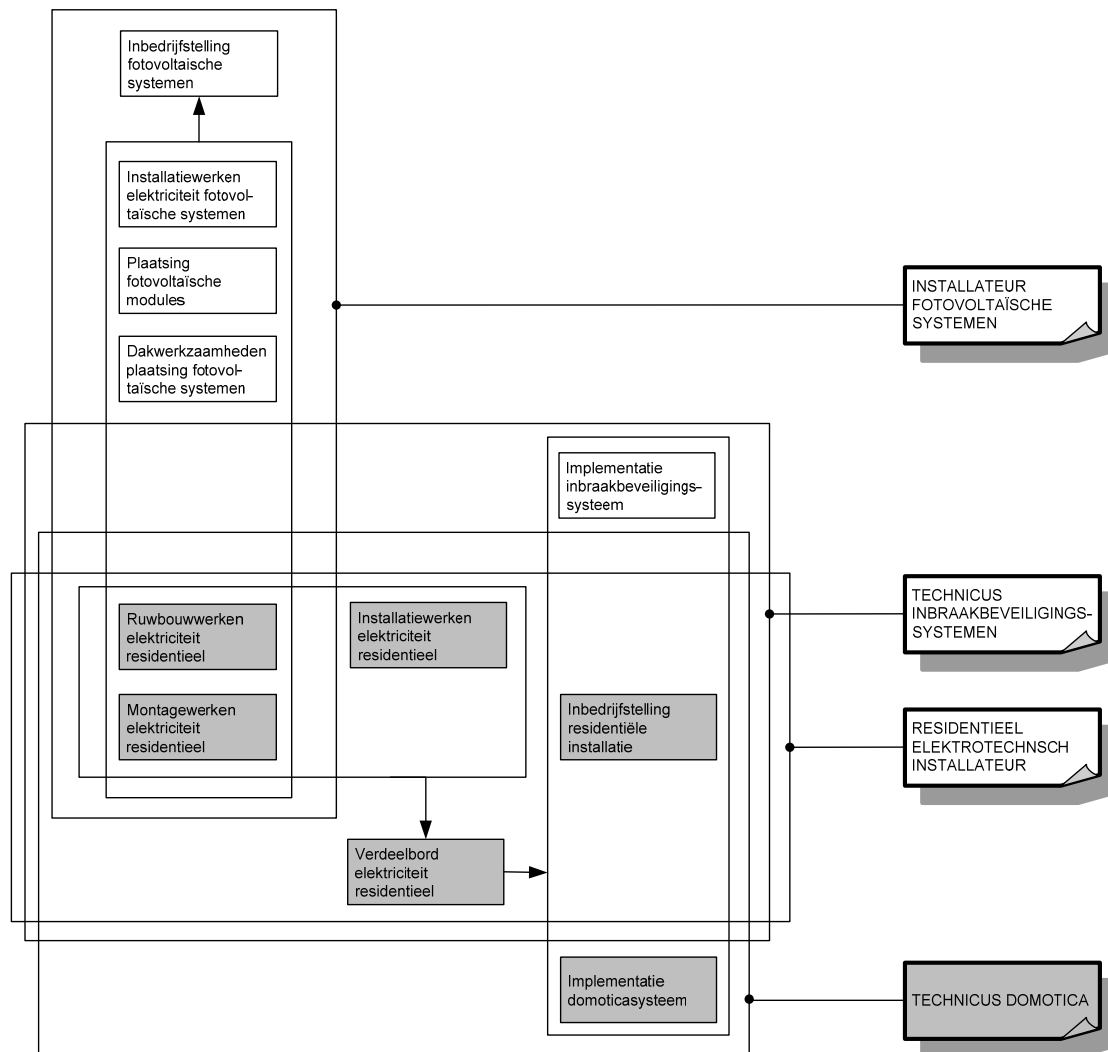 Inbedrijfstelling
fotovoltaische
systemen
Installatiewerken
elektriciteit fotovol-
taïsche systemen
Plaatsing
fotovoltaïsche
modules
Dakwerkzaamheden
plaatsing fotovol-
taïsche systemen
INSTALLATEUR
FOTOVOLTAÏSCHE
SYSTEMEN
Implementatie
inbraakbeveiligings-
systeem
Ruwbouwwerken
elektriciteit
residentieel
Installatiewerken
elektriciteit
residentieel
TECHNICUS
INBRAAKBEVEILIGINGS-
SYSTEMEN
Montagewerken
elektriciteit
residentieel
Inbedrijfstelling
residentiële
installatie
RESIDENTIEEL
ELEKTROTECHNSCH
INSTALLATEUR
Verdeelbord
elektriciteit
residentieel
Implementatie
domoticasysteem
TECHNICUS DOMOTICA